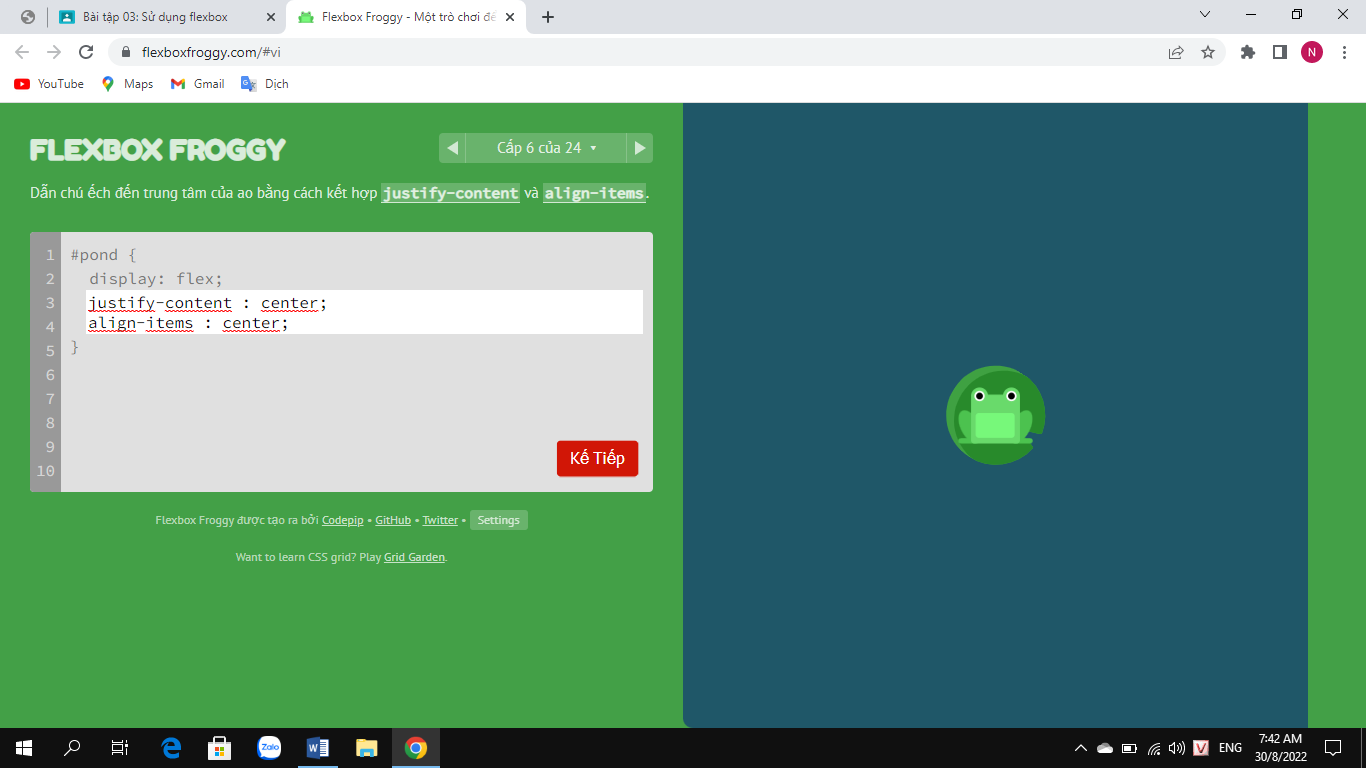 Bài tập 03: Sử dụng flexbox
Flexbox Froggy - Một trò chơi để
flexboxfroggy.com/#vi
N
YouTube
Maps
Gmail
Dịch
FLEXBOX FROGGY
Cấp 6 của 24
Dẫn chú ếch đến trung tâm của ao bằng cách kết hợp justify-content và align-items.
1 #pond {
2 display: flex;
3 justify-content : center;
4 align-items : center;
5 }
6
7
8
9
10
Kế Tiếp
Flexbox Froggy được tạo ra bởi Codepip • GitHub • Twitter • Settings
Want to learn CSS grid? Play Grid Garden.
Zalo
W
V
ENG
7:42 AM
30/8/2022